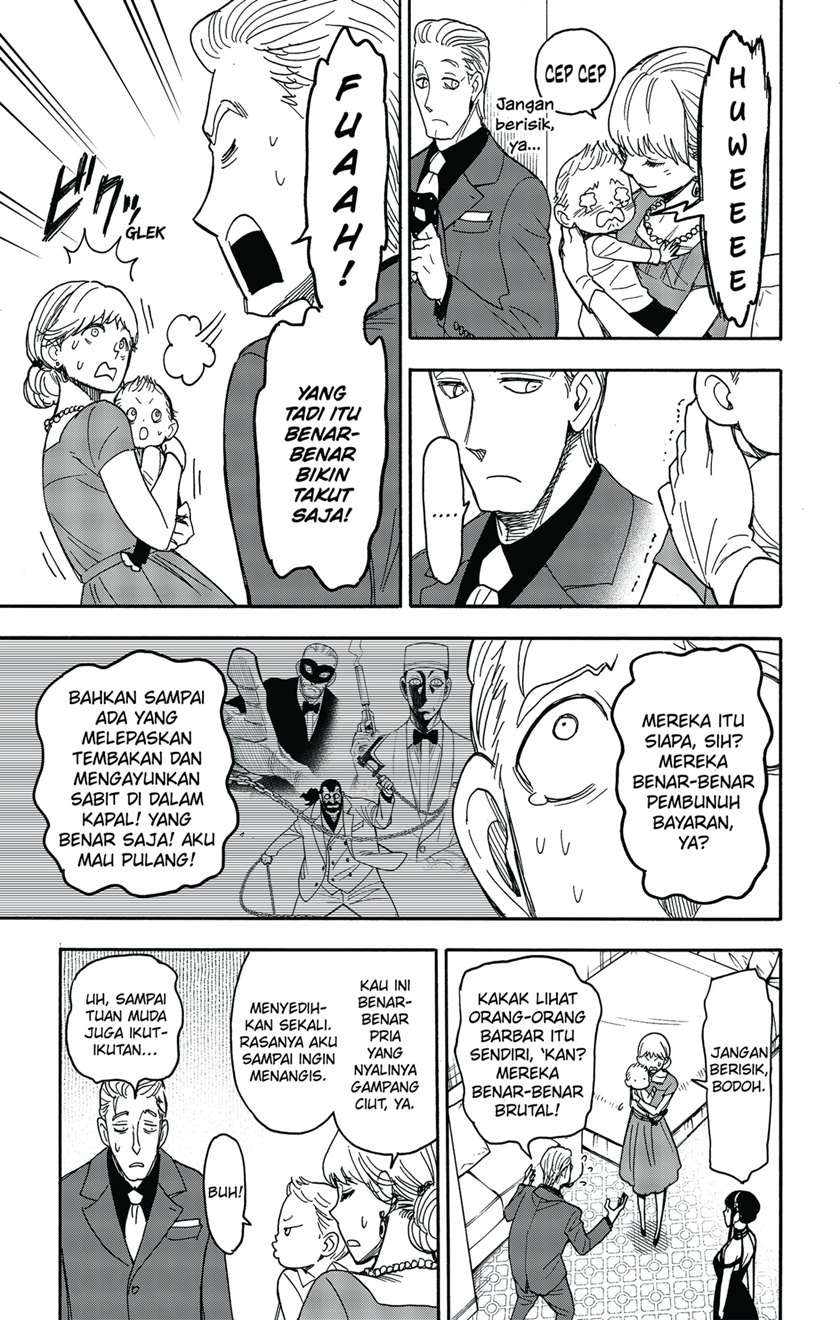 HUWEEEE
CEP CEP
Jangan
berisik,
ya...
FUAAH!
ビクッ
GLEK
YANG
TADI ITU
BENAR-
BENAR
BIKIN
TAKUT
SAJA!
.....
MEREKA ITU
SIAPA, SIH?
MEREKA
BENAR-BENAR
PEMBUNUH
BAYARAN,
YA?
BAHKAN SAMPAI
ADA YANG
MELEPASKAN
TEMBAKAN DAN
MENGAYUNKAN
SABIT DI DALAM
KAPAL! YANG
BENAR SAJA! AKU
MAU PULANG!
JANGAN
BERISIK,
BODOH.
KAKAK LIHAT
ORANG-ORANG
BARBAR ITU
SENDIRI, 'KAN?
MEREKA
BENAR-BENAR
BRUTAL!
KAU INI
BENAR-
BENAR
PRIA
YANG
NYALINYA
GAMPANG
CIUT, YA.
MENYEDIH-
KAN SEKALI.
RASANYA AKU
SAMPAI INGIN
MENANGIS.
BUH!
UH, SAMPAI
TUAN MUDA
JUGA IKUT-
IKUTAN...